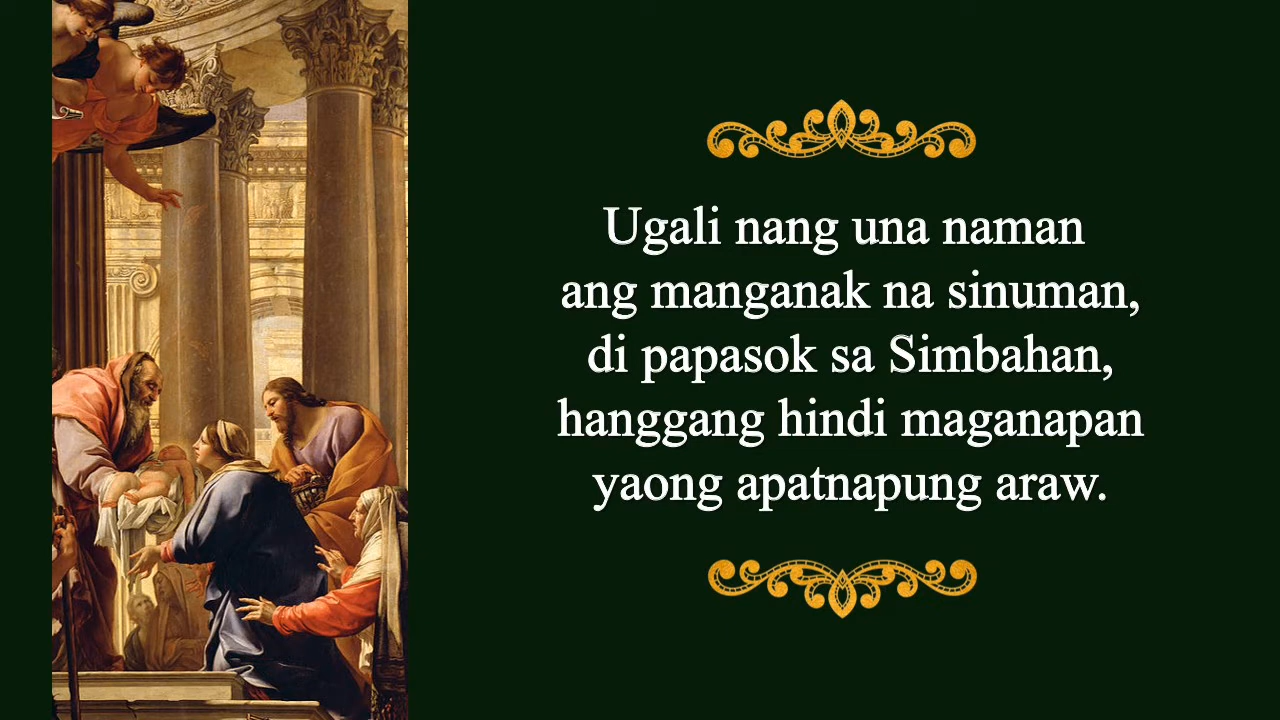 Ugali nang una naman
ang manganak na sinuman,
di papasok sa Simbahan,
hanggang hindi maganapan
yaong apatnapung araw.